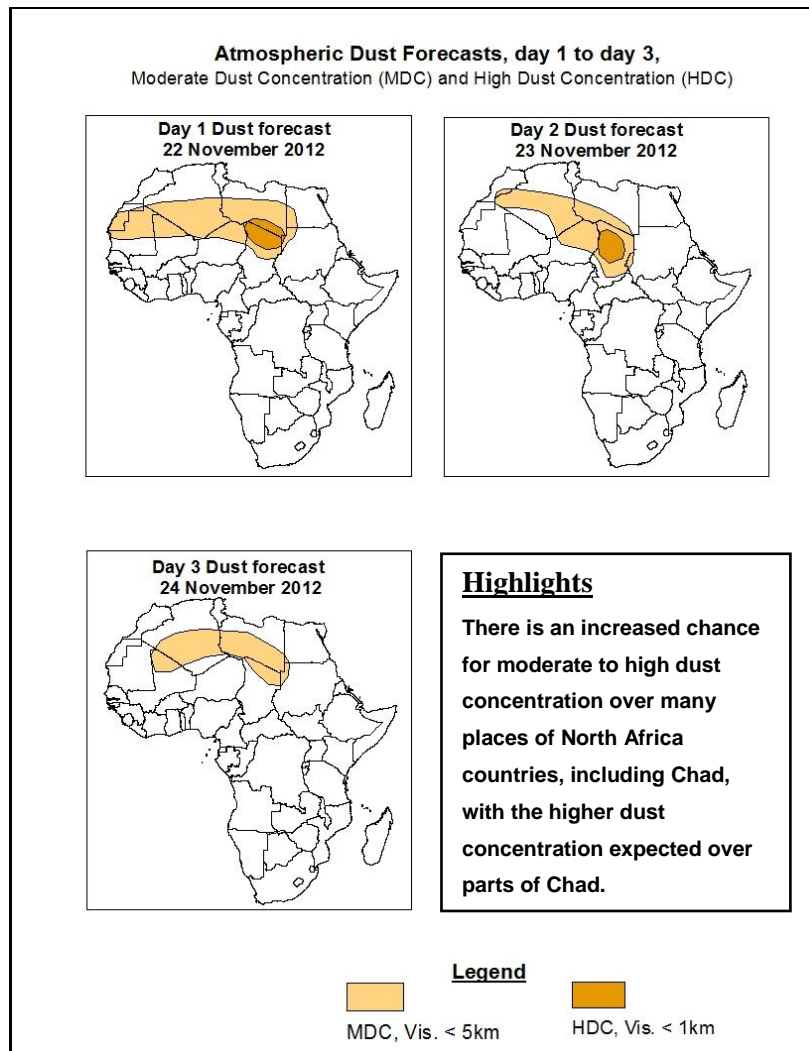 Atmospheric Dust Forecasts, day 1 to day 3,
Moderate Dust Concentration (MDC) and High Dust Concentration (HDC)
Day 1 Dust forecast
22 November 2012
Day 2 Dust forecast
23 November 2012
Day 3 Dust forecast
24 November 2012
Highlights
There is an increased chance
for moderate to high dust
concentration over many
places of North Africa
countries, including Chad,
with the higher dust
concentration expected over
parts of Chad.
Legend
MDC, Vis. < 5km
HDC, Vis. < 1km